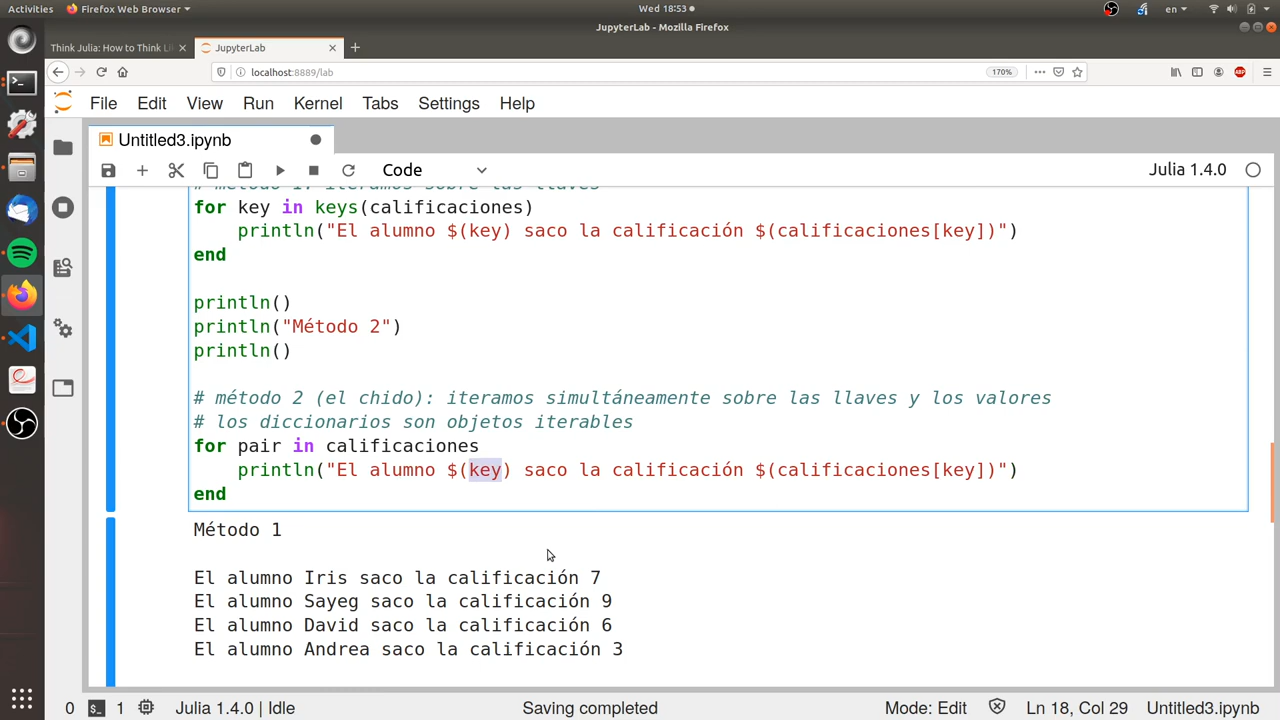 Activities Firefox Web Browser Wed 18:53 en
JupyterLab - Mozilla Firefox
Think Julia: How to Think Li JupyterLab
localhost:8889/lab 170% ABP
File Edit View Run Kernel Tabs Settings Help
Untitled3.ipynb
Code Julia 1.4.0
# método 1: iteramos sobre las llaves
for key in keys(calificaciones)
println("El alumno $(key) saco la calificación $(calificaciones[key])")
end
println()
println("Método 2")
println()
# método 2 (el chido): iteramos simultáneamente sobre las llaves y los valores
# los diccionarios son objetos iterables
for pair in calificaciones
println("El alumno $(key) saco la calificación $(calificaciones[key])")
end
Método 1
El alumno Iris saco la calificación 7
El alumno Sayeg saco la calificación 9
El alumno David saco la calificación 6
El alumno Andrea saco la calificación 3
0 1 Julia 1.4.0 | Idle Saving completed Mode: Edit Ln 18, Col 29 Untitled3.ipynb